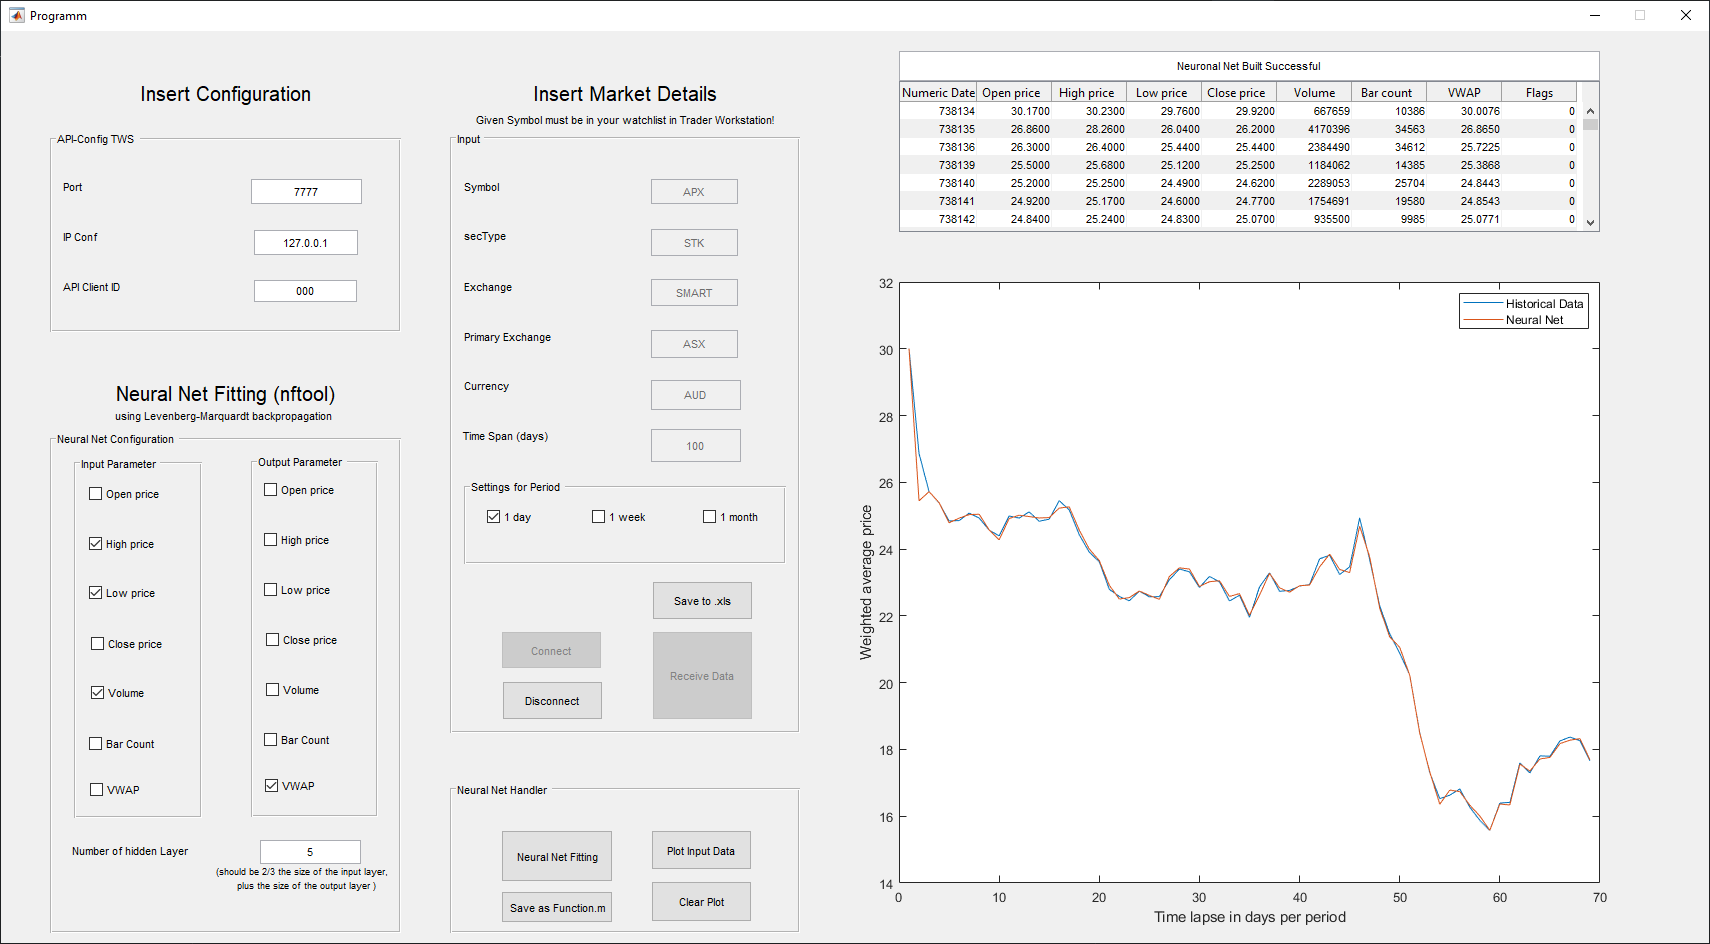 Programm
Insert Configuration
API-Config TWS
Port
7777
IP Conf
127.0.0.1
API Client ID
000
Neural Net Fitting (nftool)
using Levenberg-Marquardt backpropagation
Neural Net Configuration
Input Parameter
Open price
High price
Low price
Close price
Volume
Bar Count
VWAP
Output Parameter
Open price
High price
Low price
Close price
Volume
Bar Count
VWAP
Number of hidden Layer
5
(should be 2/3 the size of the input layer,
plus the size of the output layer )
Insert Market Details
Given Symbol must be in your watchlist in Trader Workstation!
Input
Symbol
APX
secType
STK
Exchange
SMART
Primary Exchange
ASX
Currency
AUD
Time Span (days)
100
Settings for Period
1 day
1 week
1 month
Save to .xls
Connect
Receive Data
Disconnect
Neural Net Handler
Neural Net Fitting
Plot Input Data
Save as Function.m
Clear Plot
Neuronal Net Built Successful
Numeric Date Open price High price Low price Close price Volume Bar count VWAP Flags
738134 30.1700 30.2300 29.7600 29.9200 667659 10386 30.0076 0
738135 26.8600 28.2600 26.0400 26.2000 4170396 34563 26.8650 0
738136 26.3000 26.4000 25.4400 25.4400 2384490 34612 25.7225 0
738139 25.5000 25.6800 25.1200 25.2500 1184062 14385 25.3868 0
738140 25.2000 25.2500 24.4900 24.6200 2289053 25704 24.8443 0
738141 24.9200 25.1700 24.6000 24.7700 1754691 19580 24.8543 0
738142 24.8400 25.2400 24.8300 25.0700 935500 9985 25.0771 0
Historical Data
Neural Net
Weighted average price
32
30
28
26
24
22
20
18
16
14
0 10 20 30 40 50 60 70
Time lapse in days per period